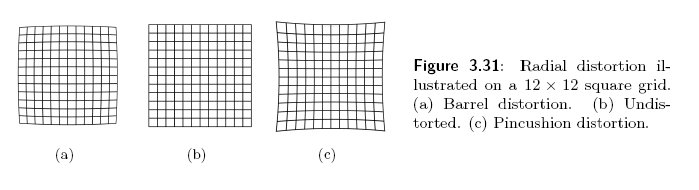 (a)
(b)
(c)
Figure 3.31: Radial distortion il-
lustrated on a 12 × 12 square grid.
(a) Barrel distortion. (b) Undis-
torted. (c) Pincushion distortion.